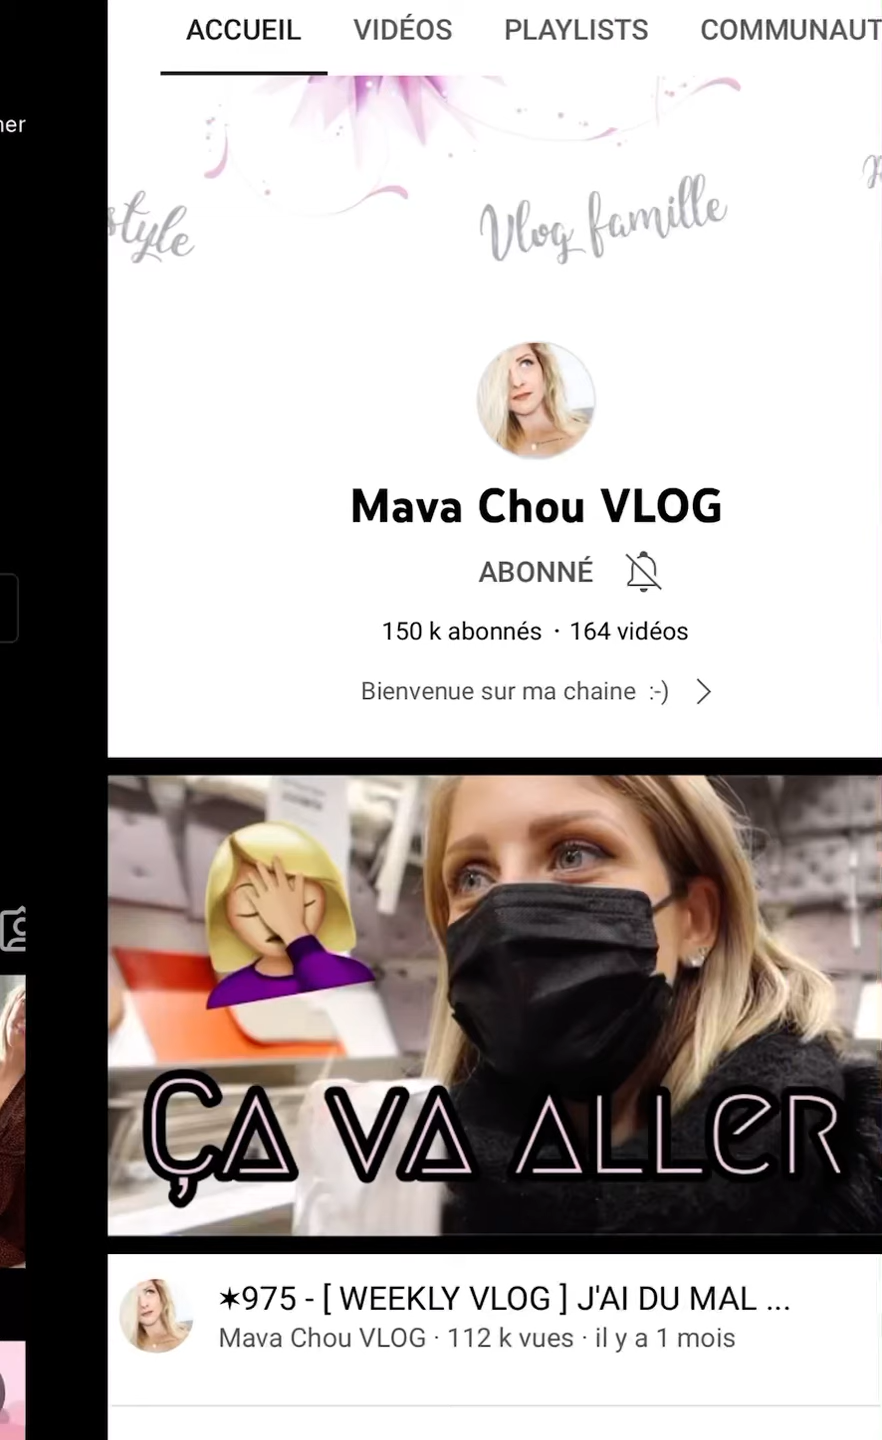 ACCUEIL VIDÉOS PLAYLISTS COMMUNAUT
her
style
Vlog famille
Mava Chou VLOG
ABONNÉ
150 k abonnés · 164 vidéos
Bienvenue sur ma chaine :-)
ÇA VA ALLER
✶975 - [ WEEKLY VLOG ] J'AI DU MAL ...
Mava Chou VLOG · 112 k vues · il y a 1 mois